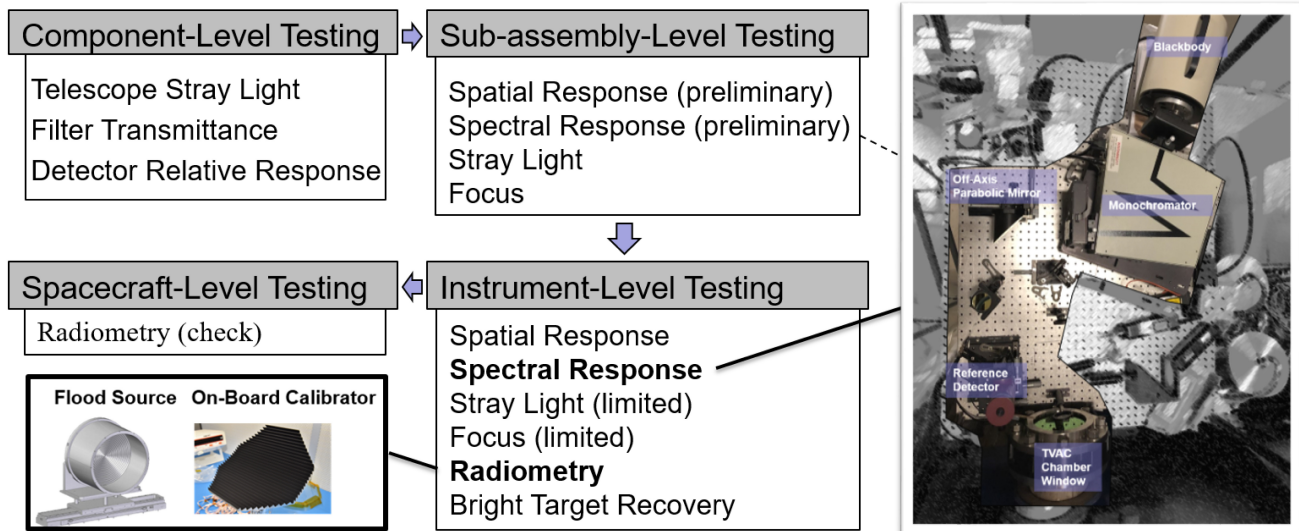 Component-Level Testing
Telescope Stray Light
Filter Transmittance
Detector Relative Response
Sub-assembly-Level Testing
Spatial Response (preliminary)
Spectral Response (preliminary)
Stray Light
Focus
Spacecraft-Level Testing
Radiometry (check)
Flood Source
On-Board Calibrator
Instrument-Level Testing
Spatial Response
Spectral Response
Stray Light (limited)
Focus (limited)
Radiometry
Bright Target Recovery
Blackbody
Off-Axis
Parabolic Mirror
Monochromator
Reference
Detector
TVAC
Chamber
Window